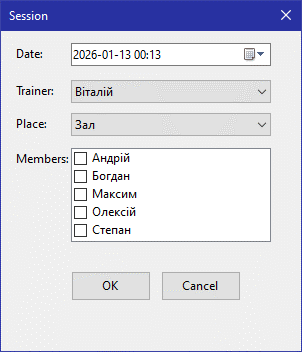 Session
Date: 2026-01-13 00:13
Trainer: Віталій
Place: Зал
Members: Андрій
Богдан
Максим
Олексій
Степан
OK Cancel